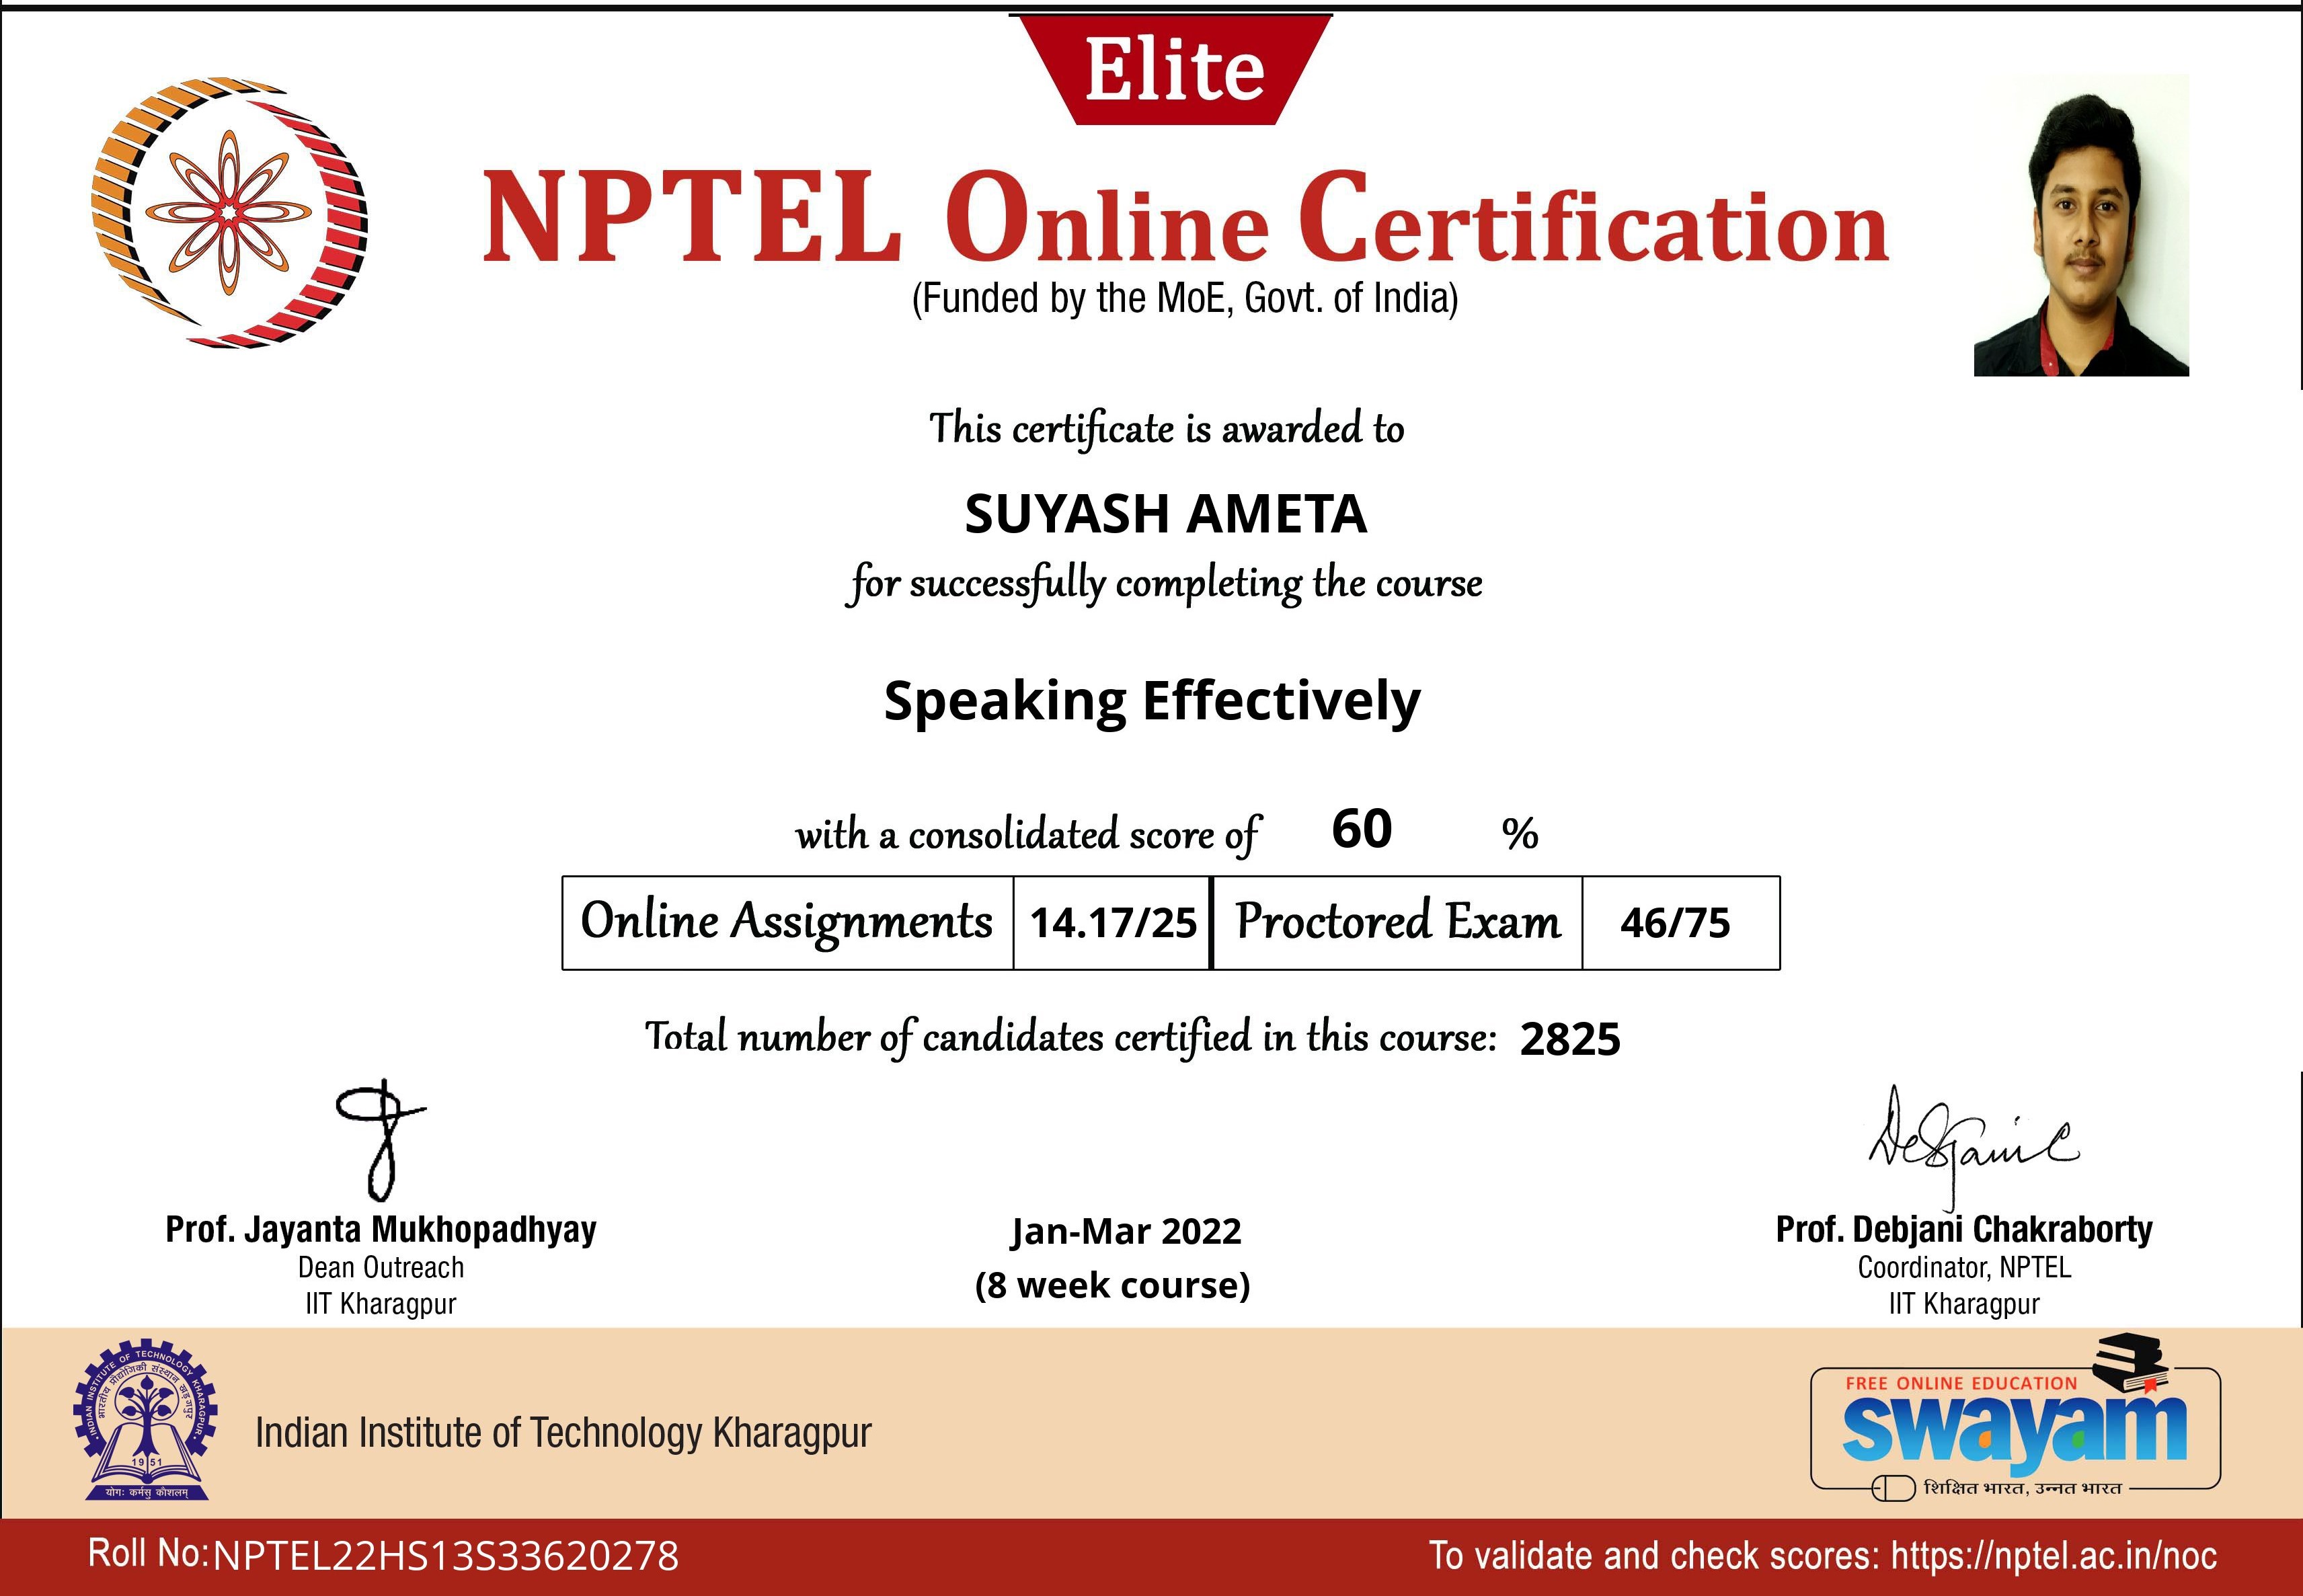 Elite
NPTEL Online Certification
(Funded by the MoE, Govt. of India)
This certificate is awarded to
SUYASH AMETA
for successfully completing the course
Speaking Effectively
with a consolidated score of 60 %
Online Assignments 14.17/25 Proctored Exam 46/75
Total number of candidates certified in this course: 2825
Debjani C
Prof. Jayanta Mukhopadhyay
Dean Outreach
IIT Kharagpur
Jan-Mar 2022
(8 week course)
Prof. Debjani Chakraborty
Coordinator, NPTEL
IIT Kharagpur
INDIAN INSTITUTE OF TECHNOLOGY KHARAGPUR
भारतीय प्रौद्योगिकी संस्थान खड़गपुर
1951
योगः कर्मसु कौशलम्
Indian Institute of Technology Kharagpur
FREE ONLINE EDUCATION
swayam
शिक्षित भारत, उन्नत भारत
Roll No:NPTEL22HS13S33620278
To validate and check scores: https://nptel.ac.in/noc